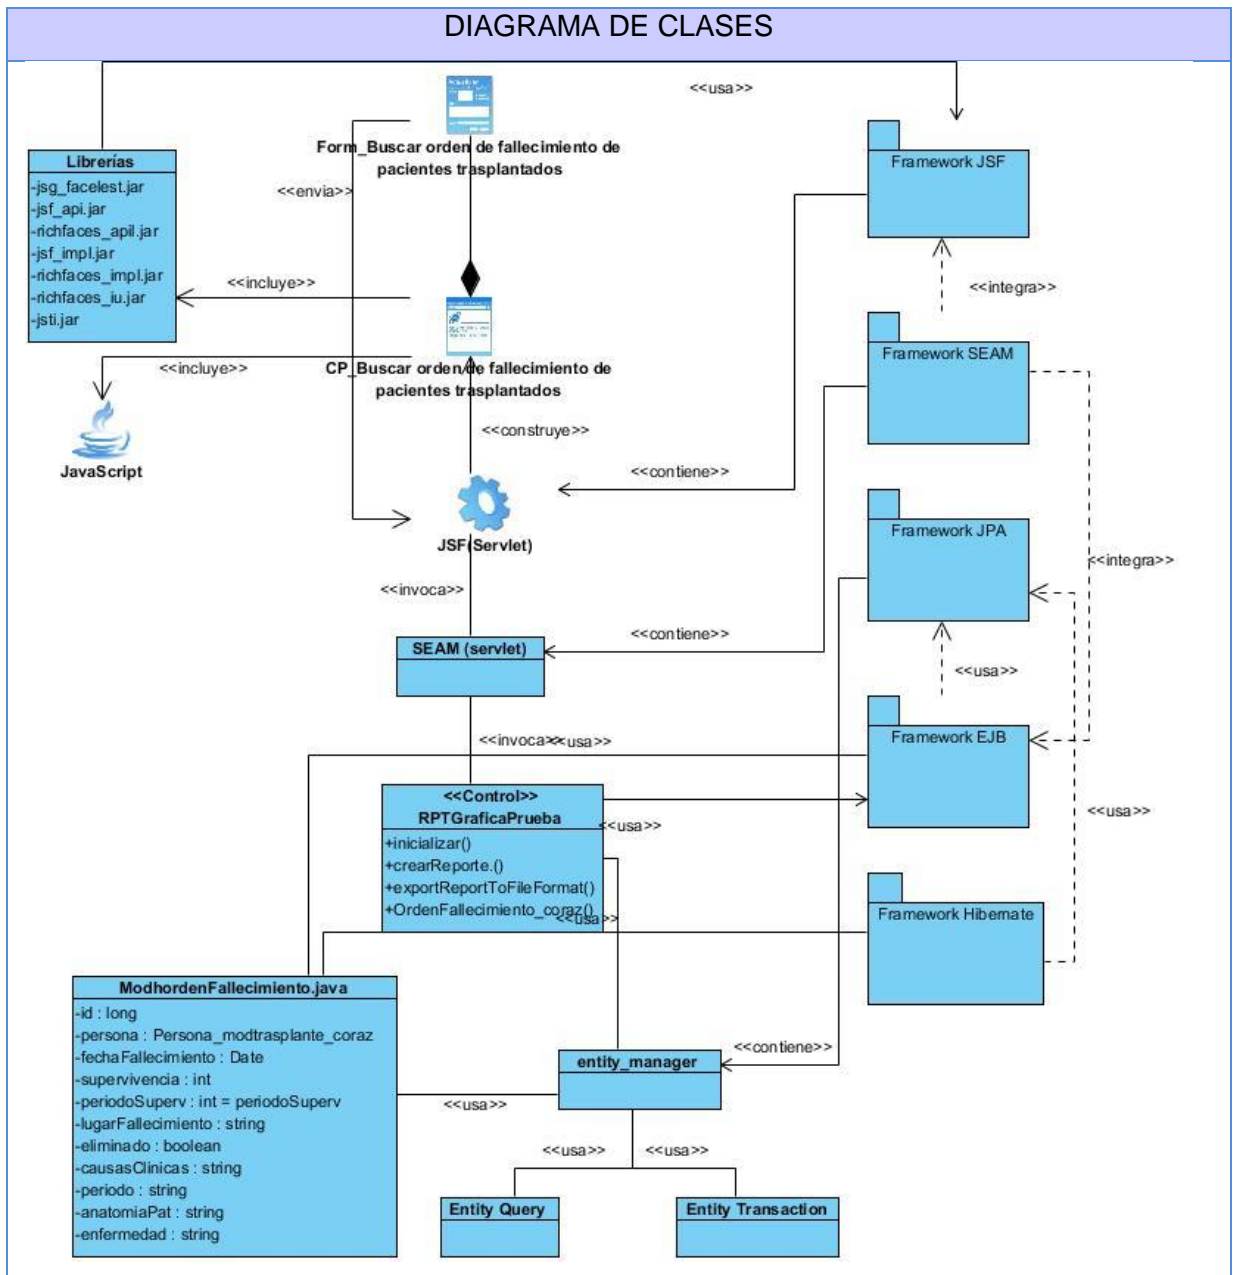 DIAGRAMA DE CLASES
<<usa>>
Form_Buscar orden de fallecimiento de
pacientes trasplantados
<<envia>>
Librerías
-jsg_facelest.jar
-jsf_api.jar
-richfaces_apil.jar
-jsf_impl.jar
-richfaces_impl.jar
-richfaces_iu.jar
-jsti.jar
Framework JSF
<<incluye>>
<<integra>>
<<incluye>>
CP_Buscar orden de fallecimiento de
pacientes trasplantados
Framework SEAM
JavaScript
<<construye>>
<<contiene>>
JSF(Servlet)
Framework JPA
<<integra>>
<<invoca>>
<<contiene>>
SEAM (servlet)
<<usa>>
<<invoca>>
<<usa>>
Framework EJB
<<Control>>
RPTGraficaPrueba
+inicializar()
+crearReporte.()
+exportReportToFileFormat()
+OrdenFallecimiento_coraz()
<<usa>>
<<usa>>
<<usa>>
Framework Hibernate
ModhordenFallecimiento.java
-id : long
-persona : Persona_modtrasplante_coraz
-fechaFallecimiento : Date
-supervivencia : int
-periodoSuperv : int = periodoSuperv
-lugarFallecimiento : string
-eliminado : boolean
-causasClinicas : string
-periodo : string
-anatomiaPat : string
-enfermedad : string
<<contiene>>
entity_manager
<<usa>>
<<usa>>
<<usa>>
Entity Query
Entity Transaction